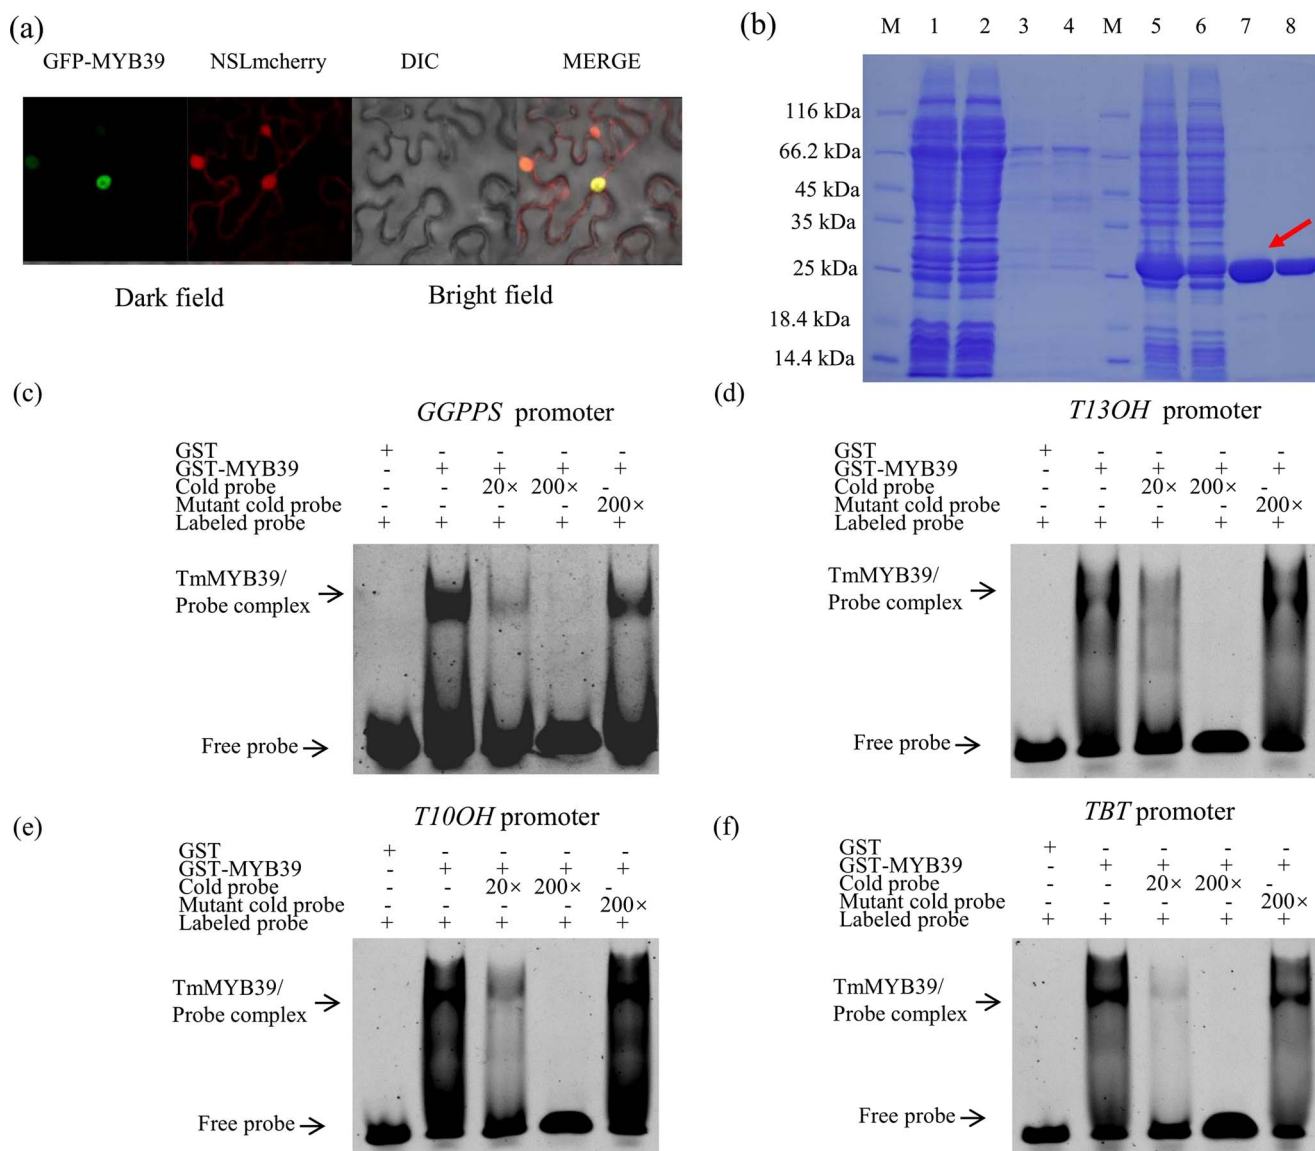 (a)
GFP-MYB39 NSLmcherry DIC MERGE
Dark field Bright field
(b)
M 1 2 3 4 M 5 6 7 8
116 kDa
66.2 kDa
45 kDa
35 kDa
25 kDa
18.4 kDa
14.4 kDa
(c)
GGPPS promoter
GST + - - - -
GST-MYB39 - + + + +
Cold probe - - 20× 200× -
Mutant cold probe - - - - 200×
Labeled probe + + + + +
TmMYB39/
Probe complex
Free probe
(d)
T13OH promoter
GST + - - - -
GST-MYB39 - + + + +
Cold probe - - 20× 200× -
Mutant cold probe - - - - 200×
Labeled probe + + + + +
TmMYB39/
Probe complex
Free probe
(e)
T10OH promoter
GST + - - - -
GST-MYB39 - + + + +
Cold probe - - 20× 200× -
Mutant cold probe - - - - 200×
Labeled probe + + + + +
TmMYB39/
Probe complex
Free probe
(f)
TBT promoter
GST + - - - -
GST-MYB39 - + + + +
Cold probe - - 20× 200× -
Mutant cold probe - - - - 200×
Labeled probe + + + + +
TmMYB39/
Probe complex
Free probe